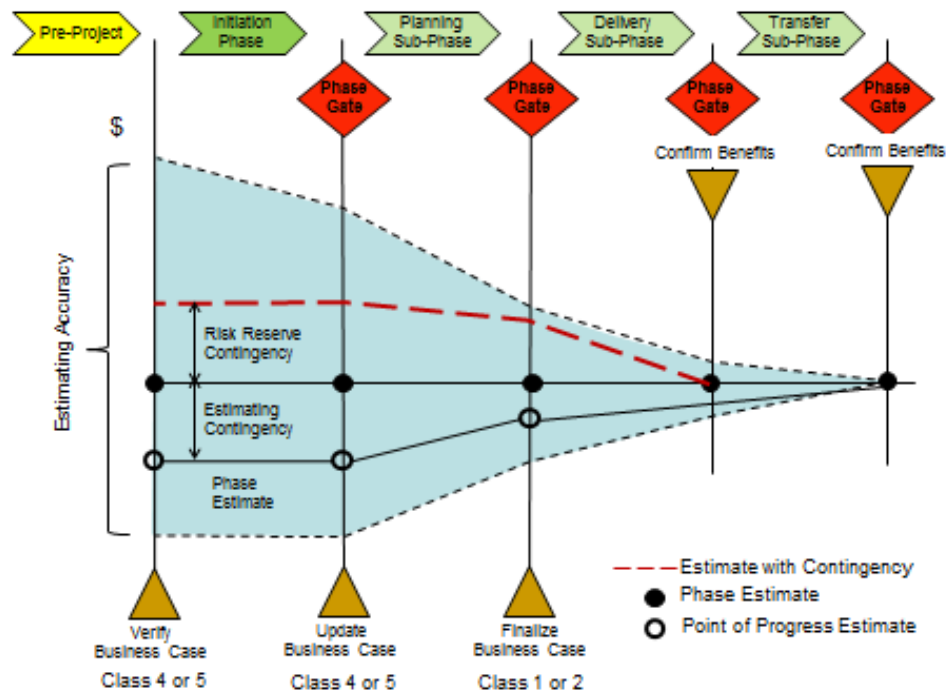 Pre-Project
Initiation
Phase
Planning
Sub-Phase
Delivery
Sub-Phase
Transfer
Sub-Phase
Phase
Gate
Phase
Gate
Phase
Gate
Phase
Gate
$
Confirm Benefits
Confirm Benefits
Estimating Accuracy
Risk Reserve
Contingency
Estimating
Contingency
Phase
Estimate
Estimate with Contingency
Phase Estimate
Point of Progress Estimate
Verify
Business Case
Class 4 or 5
Update
Business Case
Class 4 or 5
Finalize
Business Case
Class 1 or 2